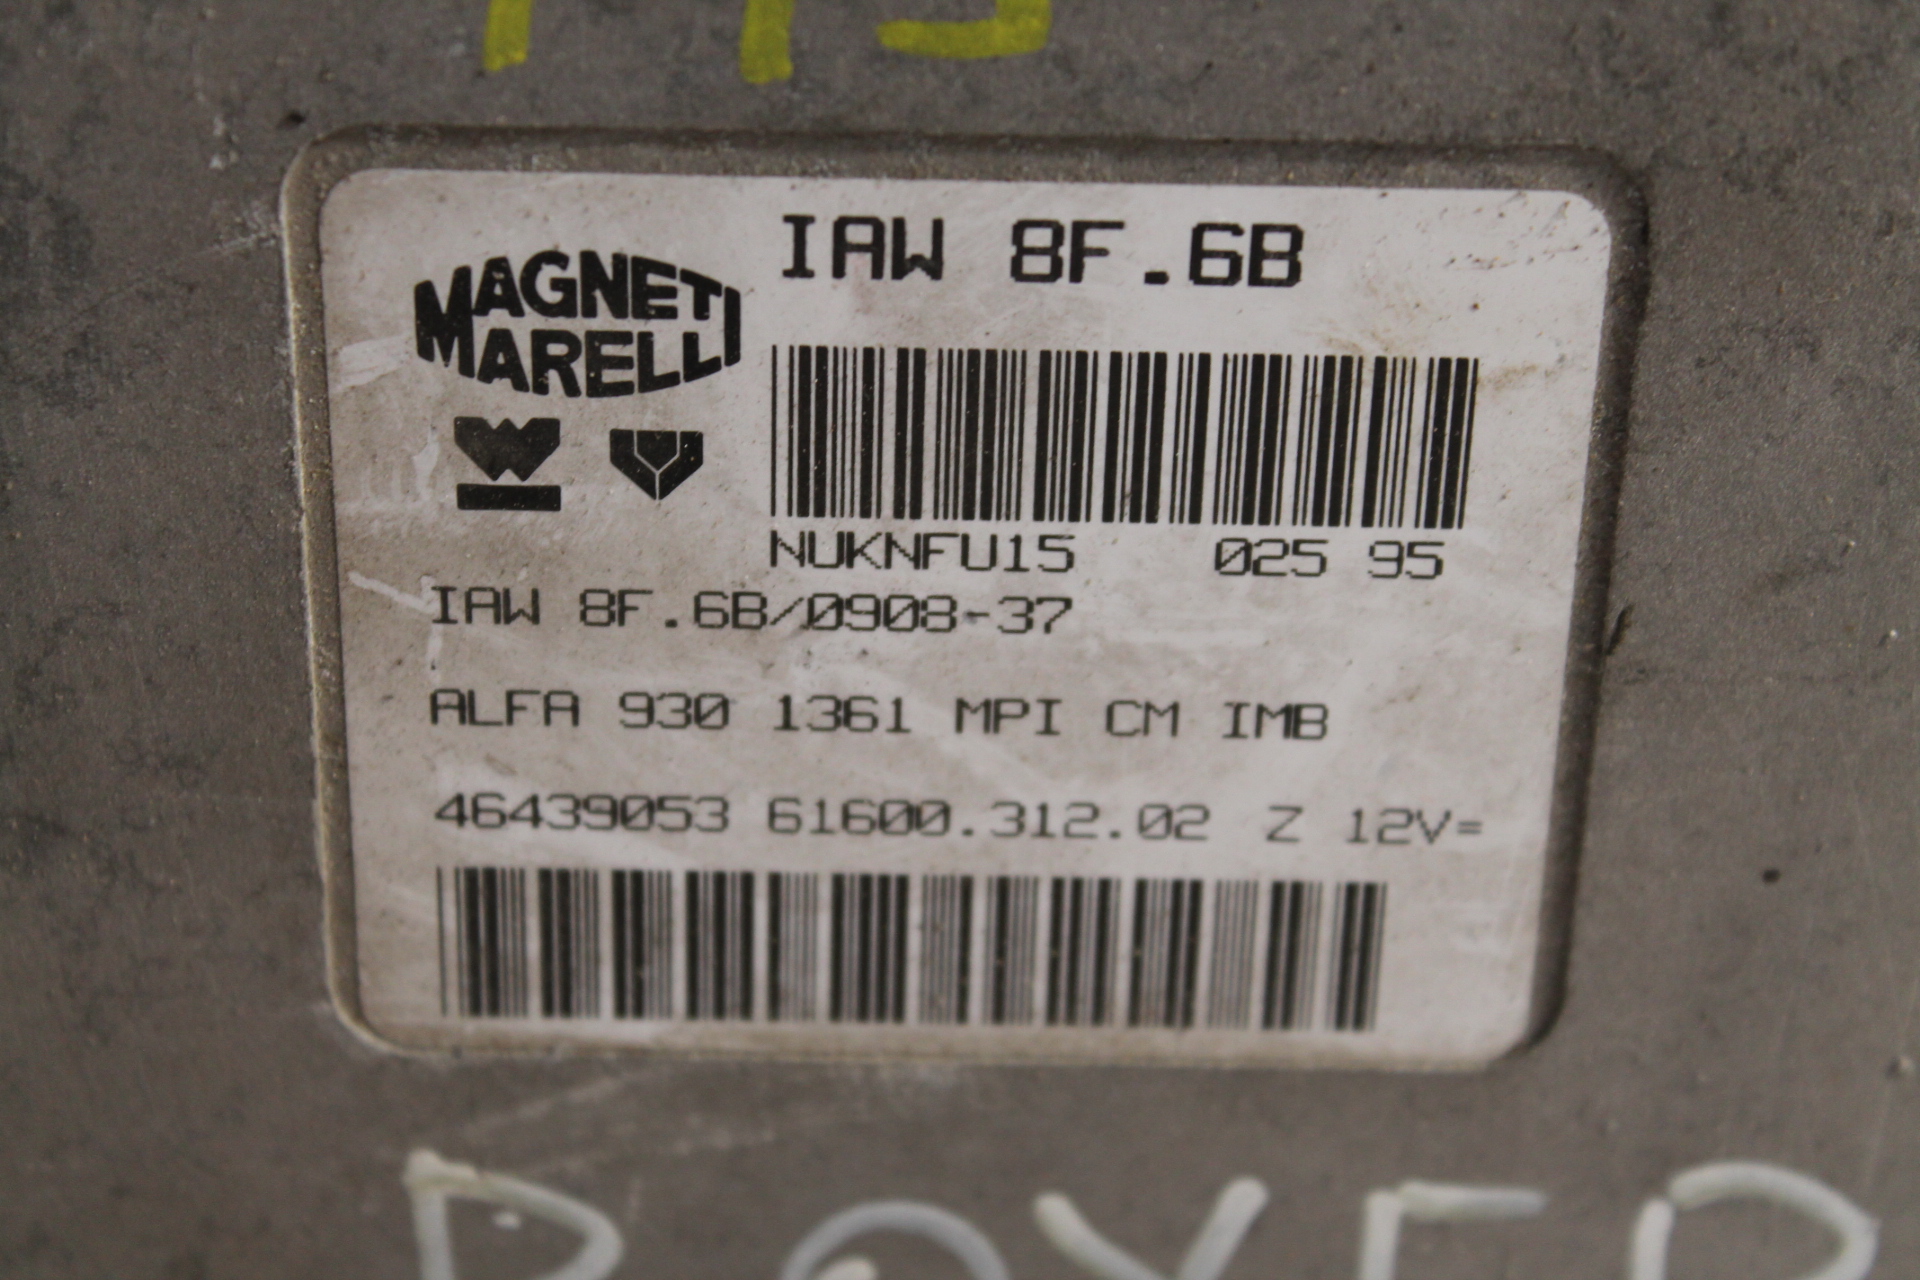 MAGNETI
MARELLI
IAW 8F.6B
NUKNFU15 025 95
IAW 8F.6B/0908-37
ALFA 930 1361 MPI CM IMB
46439053 61600.312.02 Z 12V=
BOXER